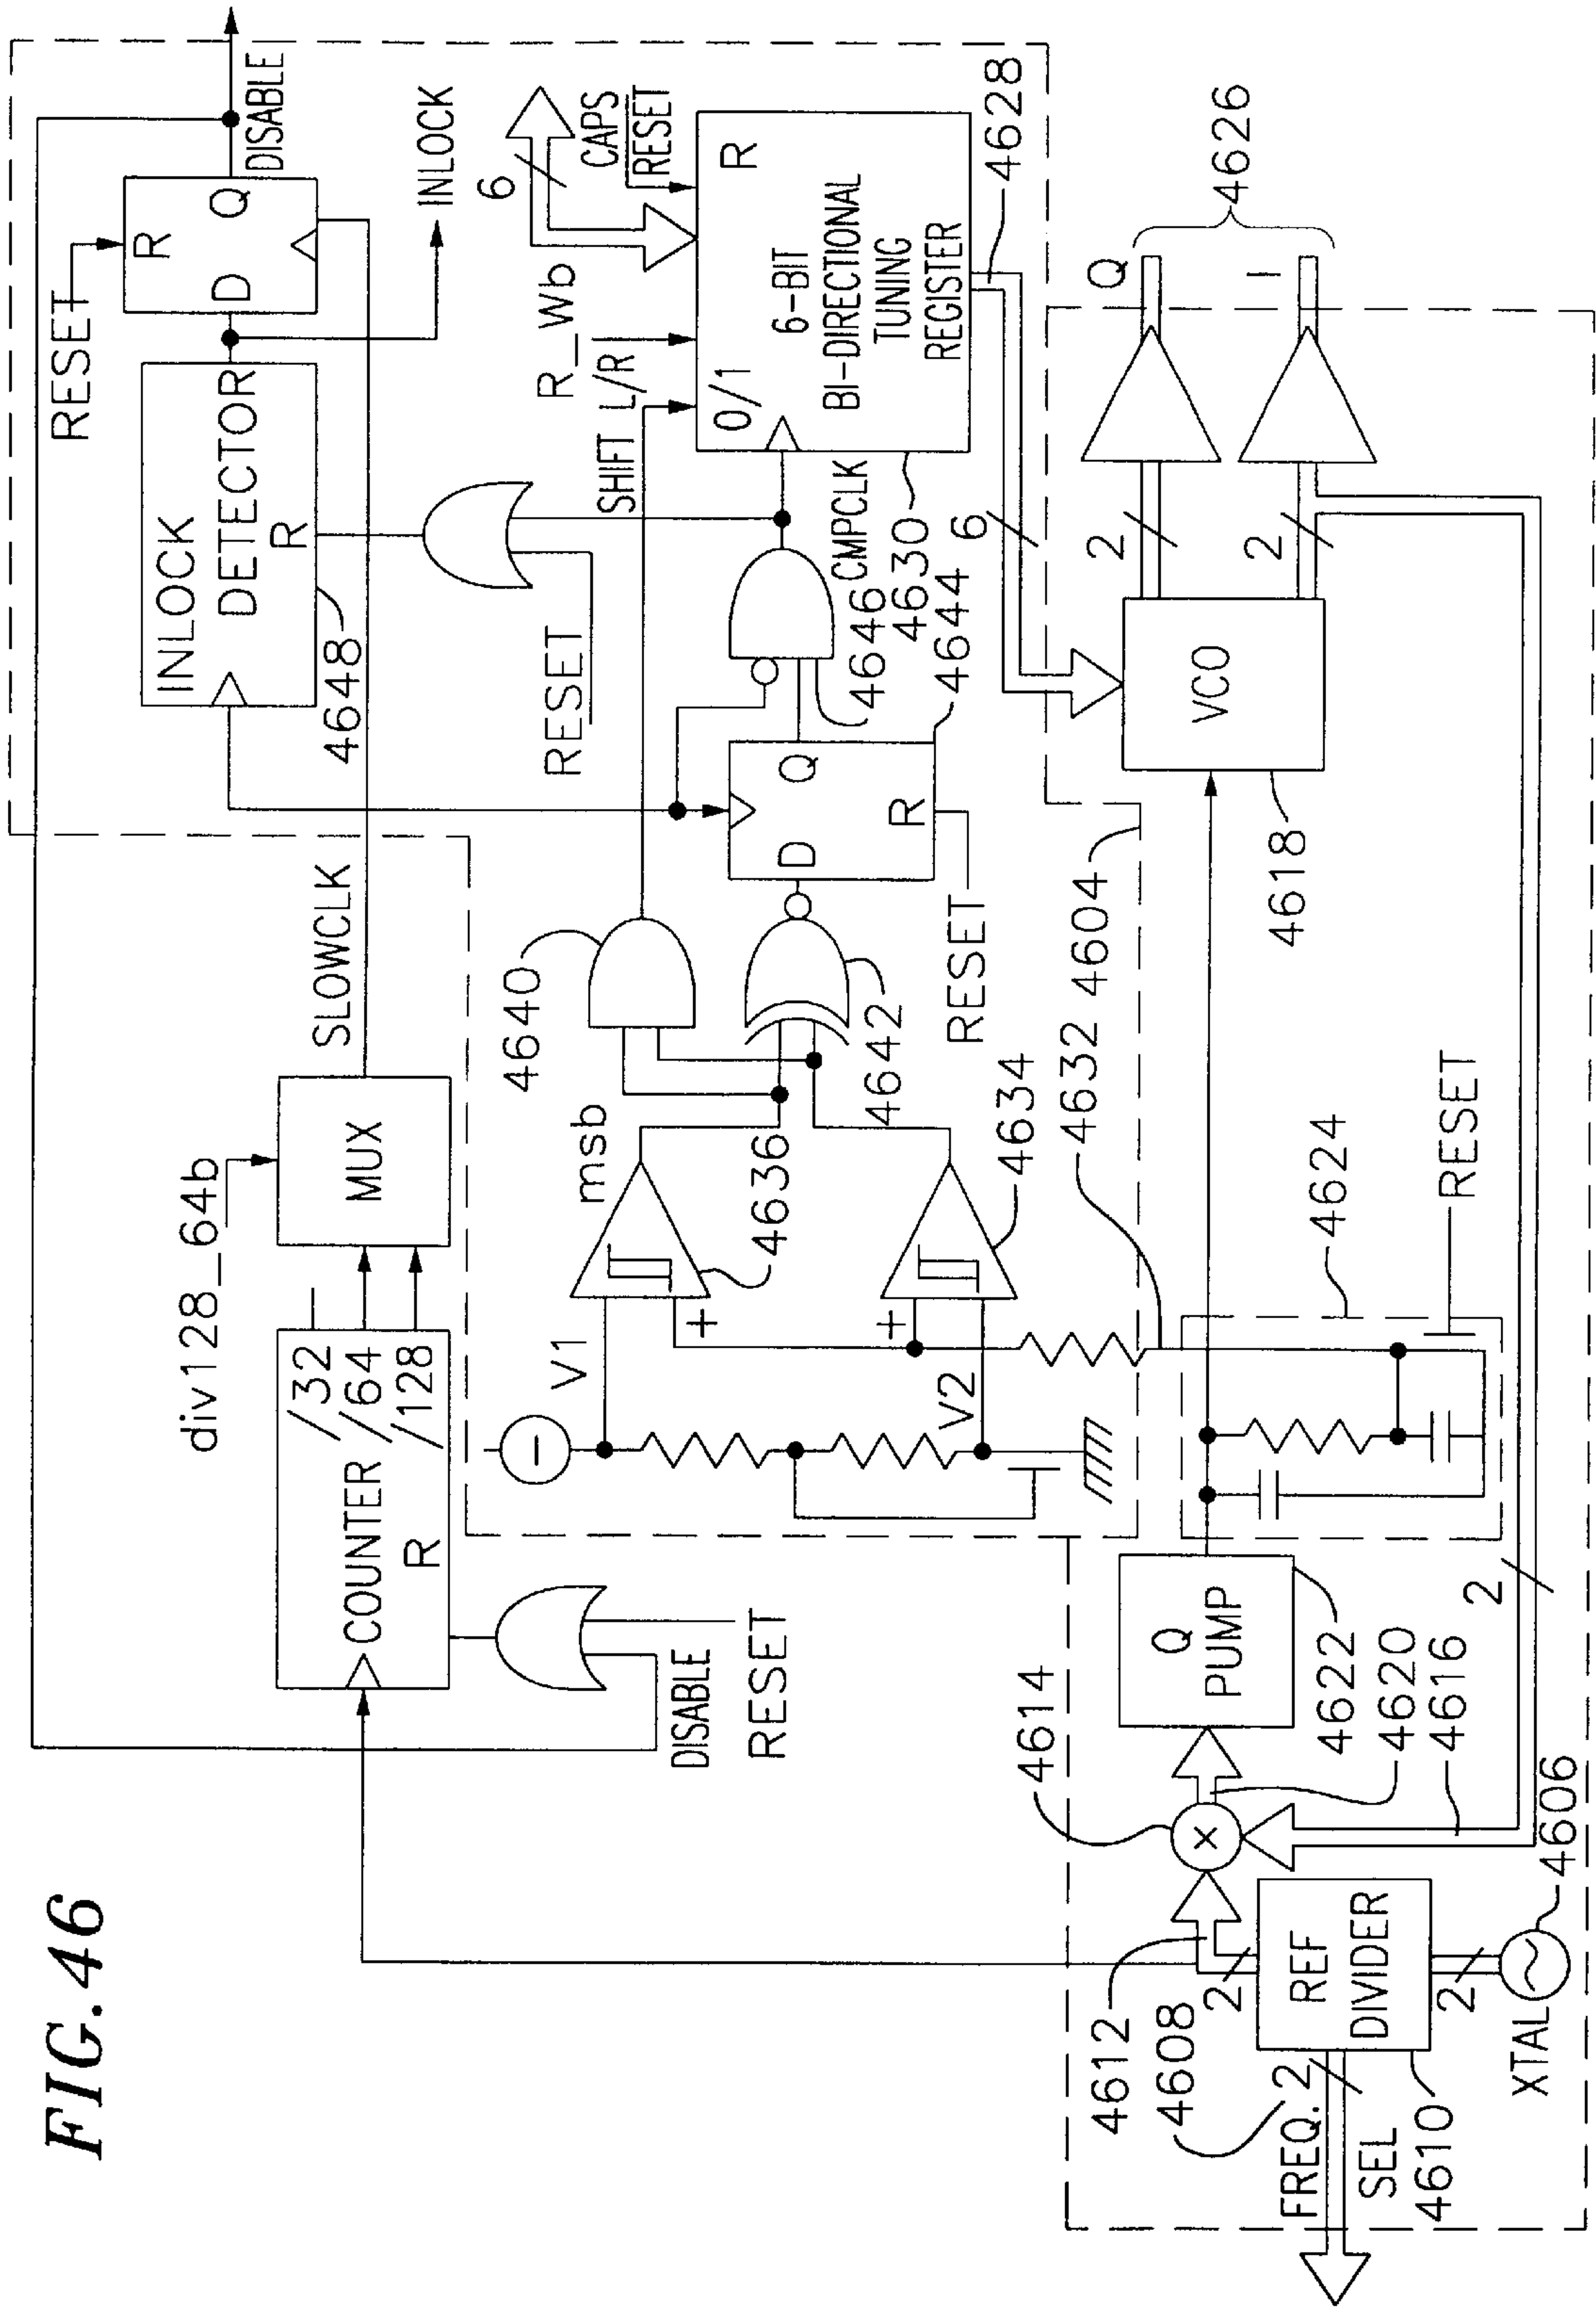 FIG.46
RESET
R
D
Q
DISABLE
INLOCK
INLOCK
DETECTOR
R
4648
SLOWCLK
div128_64b
MUX
COUNTER
/32
/64
/128
R
DISABLE
RESET
RESET
SHIFT L/R
R_Wb
6
CAPS
RESET
0/1
R
6-BIT
BI-DIRECTIONAL
TUNING
REGISTER
4628
CMPCLK
4646
4630
4644
6
4640
msb
4636
V1
+
+
V2
4634
4642
D
Q
R
RESET
4632
4604
Q
I
4626
2
2
VCO
4618
4624
RESET
Q
PUMP
4622
4620
4616
4614
×
2
4612
4608
2
REF
DIVIDER
2
FREQ.
SEL
2
4610
XTAL
4606